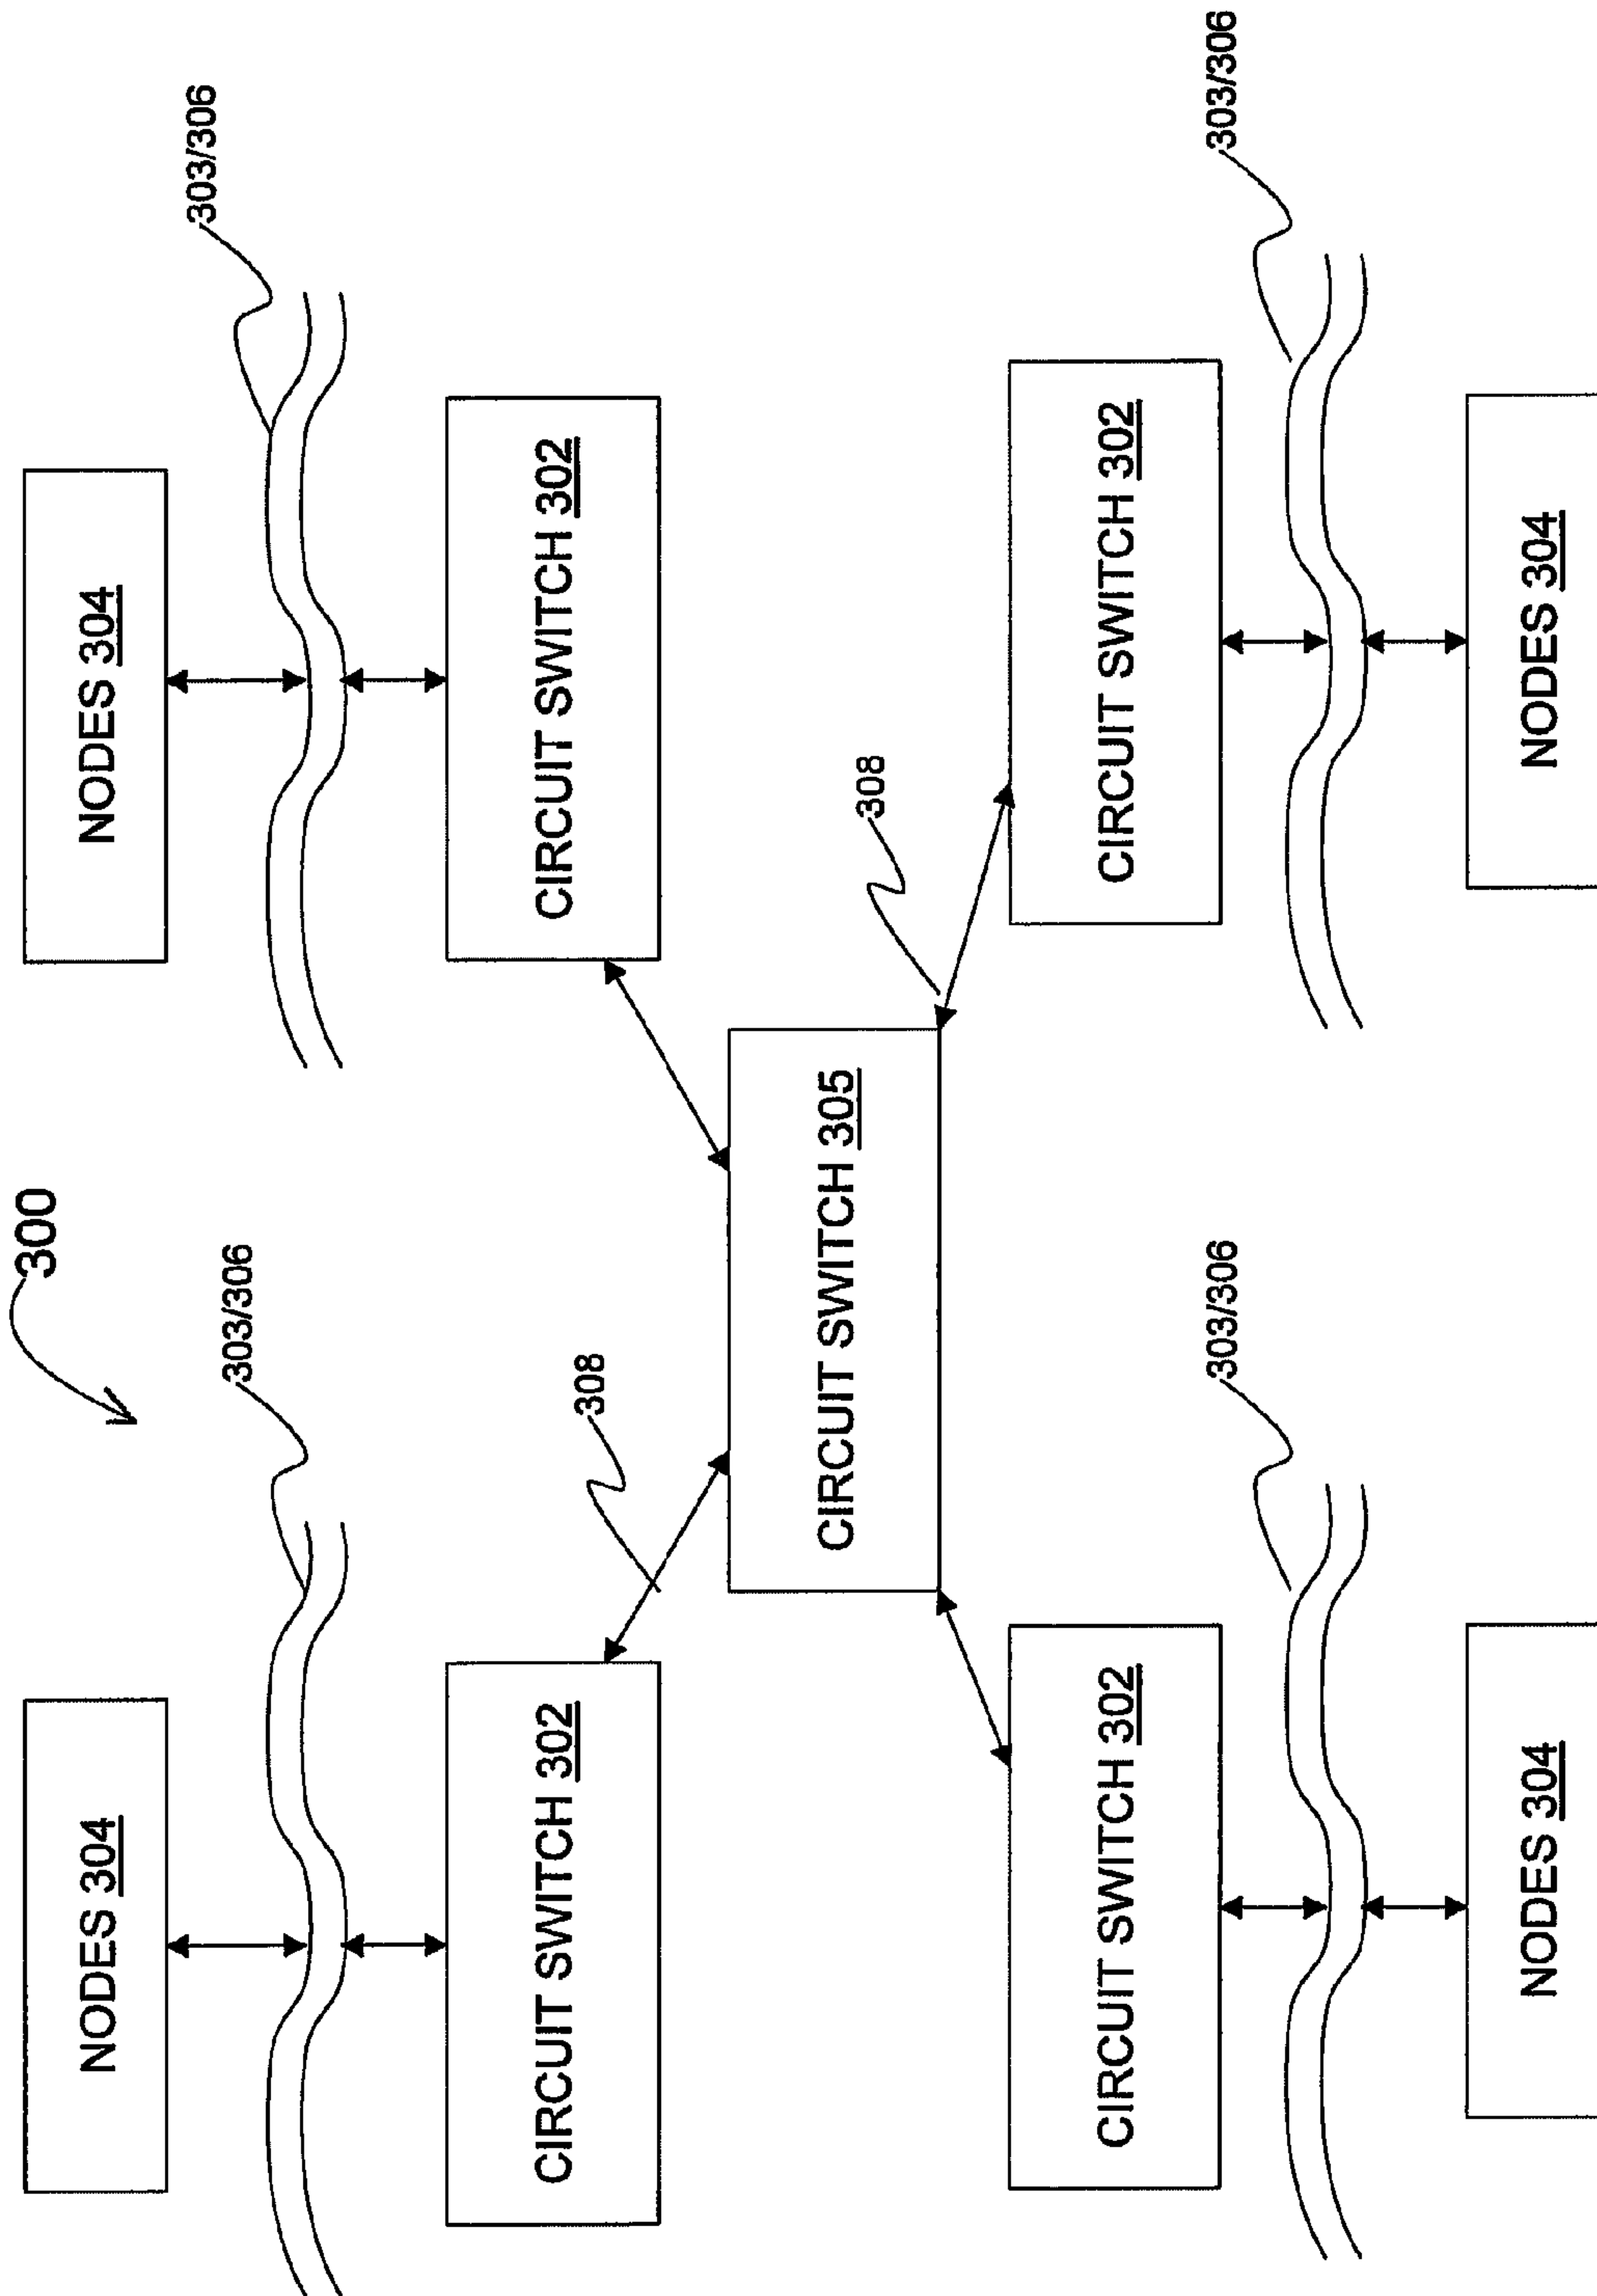 300
NODES 304
NODES 304
303/306
303/306
CIRCUIT SWITCH 302
CIRCUIT SWITCH 302
308
CIRCUIT SWITCH 305
308
CIRCUIT SWITCH 302
CIRCUIT SWITCH 302
303/306
303/306
NODES 304
NODES 304